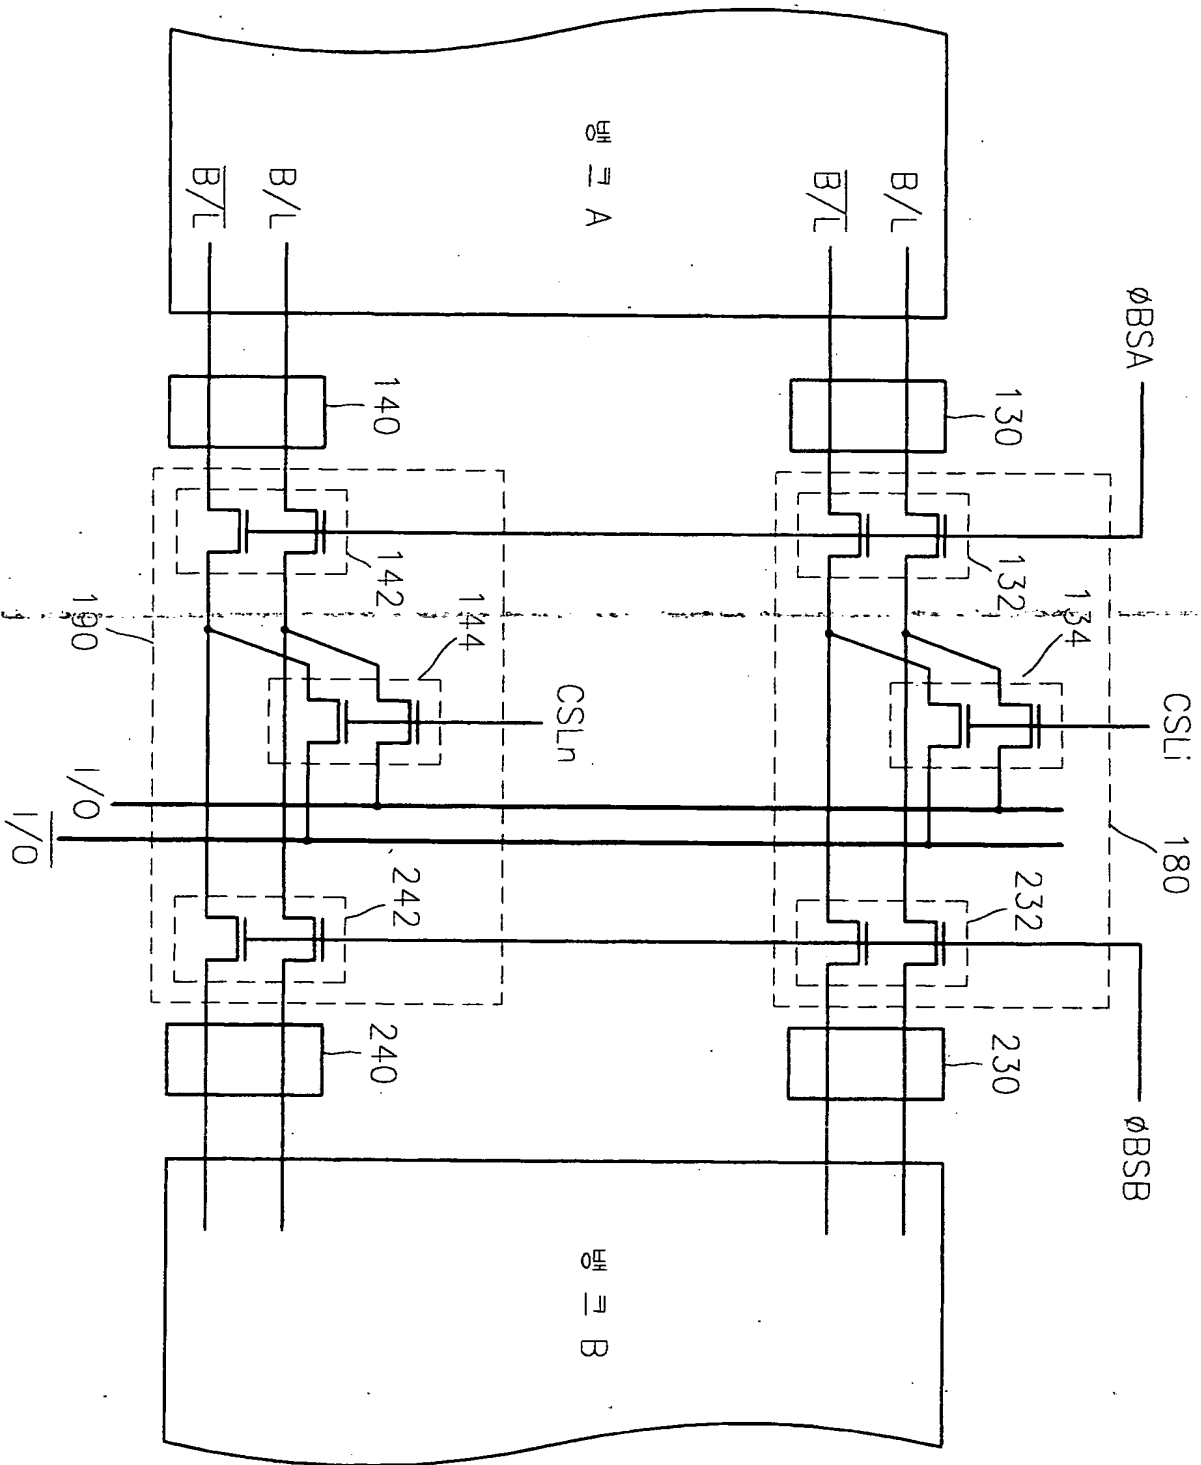 øBSA
øBSB
CSLi
180
130
132
134
232
230
B/L
B/L
뱅크 A
뱅크 B
140
142
144
CSLn
242
240
B/L
B/L
190
I/O
I/O